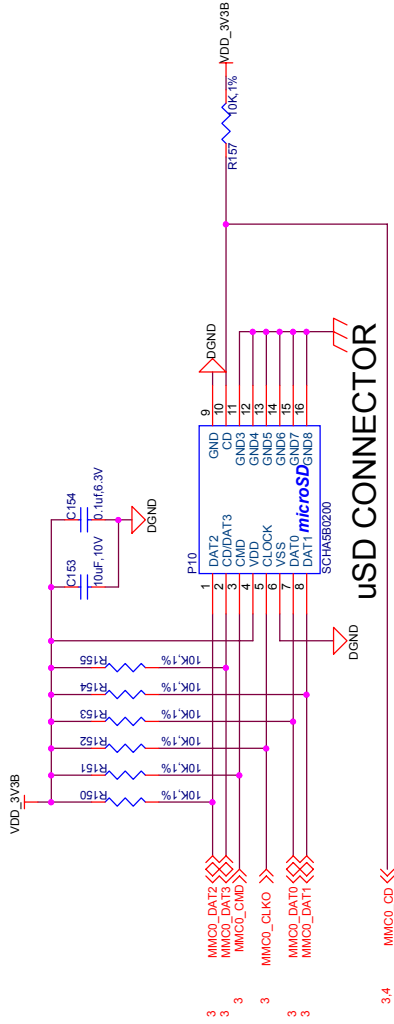 VDD_3V3B
R150
10K,1%
R151
10K,1%
R152
10K,1%
R153
10K,1%
R154
10K,1%
R155
10K,1%
C153
10uF,10V
C154
0.1uf,6.3V
DGND
VDD_3V3B
R157
10K,1%
DGND
P10
1 DAT2
2 CD/DAT3
3 CMD
4 VDD
5 CLOCK
6 VSS
7 DAT0
8 DAT1
GND 9
CD 10
GND3 11
GND4 12
GND5 13
GND6 14
GND7 15
GND8 16
microSD
SCHA5B0200
DGND
uSD CONNECTOR
3 MMC0_DAT2
3 MMC0_DAT3
3 MMC0_CMD
3 MMC0_CLKO
3 MMC0_DAT0
3 MMC0_DAT1
3,4 MMC0_CD